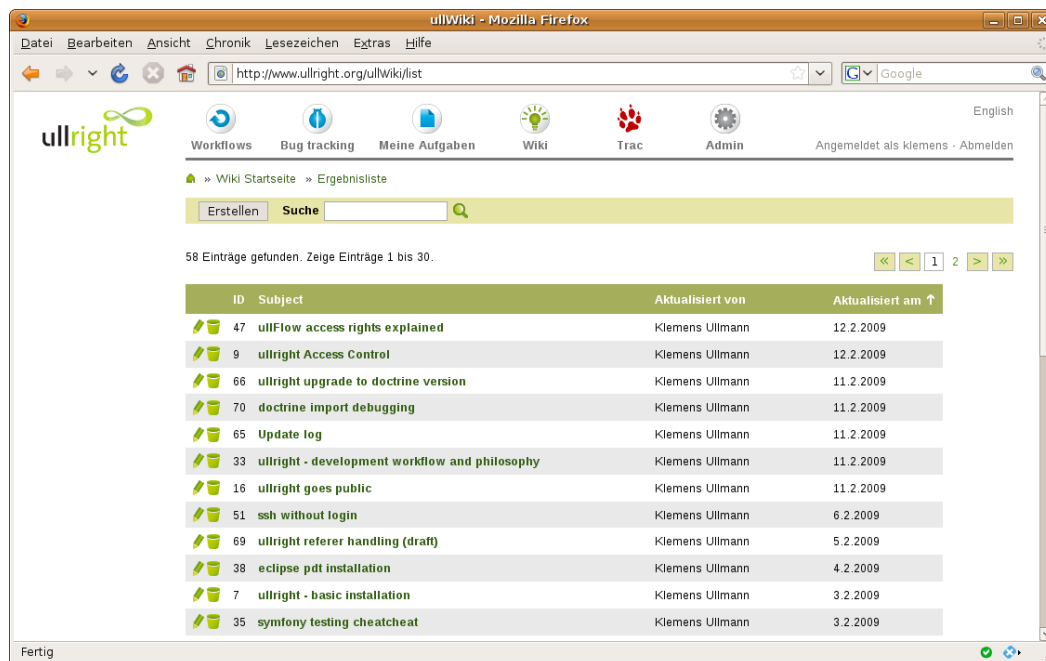 ullWiki - Mozilla Firefox
Datei Bearbeiten Ansicht Chronik Lesezeichen Extras Hilfe
http://www.ullright.org/ullWiki/list G Google
ullright
English
Workflows Bug tracking Meine Aufgaben Wiki Trac Admin Angemeldet als klemens · Abmelden
» Wiki Startseite » Ergebnisliste
Erstellen Suche
58 Einträge gefunden. Zeige Einträge 1 bis 30.
« < 1 2 > »
ID Subject Aktualisiert von Aktualisiert am ↑
47 ullFlow access rights explained Klemens Ullmann 12.2.2009
9 ullright Access Control Klemens Ullmann 12.2.2009
66 ullright upgrade to doctrine version Klemens Ullmann 11.2.2009
70 doctrine import debugging Klemens Ullmann 11.2.2009
65 Update log Klemens Ullmann 11.2.2009
33 ullright - development workflow and philosophy Klemens Ullmann 11.2.2009
16 ullright goes public Klemens Ullmann 11.2.2009
51 ssh without login Klemens Ullmann 6.2.2009
69 ullright referer handling (draft) Klemens Ullmann 5.2.2009
38 eclipse pdt installation Klemens Ullmann 4.2.2009
7 ullright - basic installation Klemens Ullmann 3.2.2009
35 symfony testing cheatcheat Klemens Ullmann 3.2.2009
Fertig